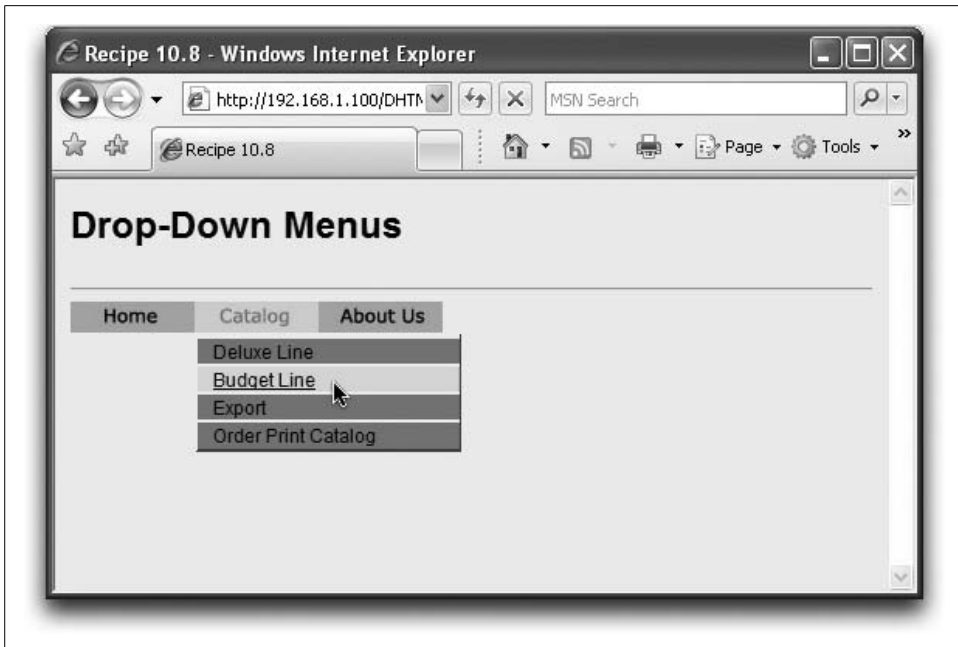 Recipe 10.8 - Windows Internet Explorer
http://192.168.1.100/DHTM
MSN Search
Recipe 10.8
Page
Tools
Drop-Down Menus
Home Catalog About Us
Deluxe Line
Budget Line
Export
Order Print Catalog